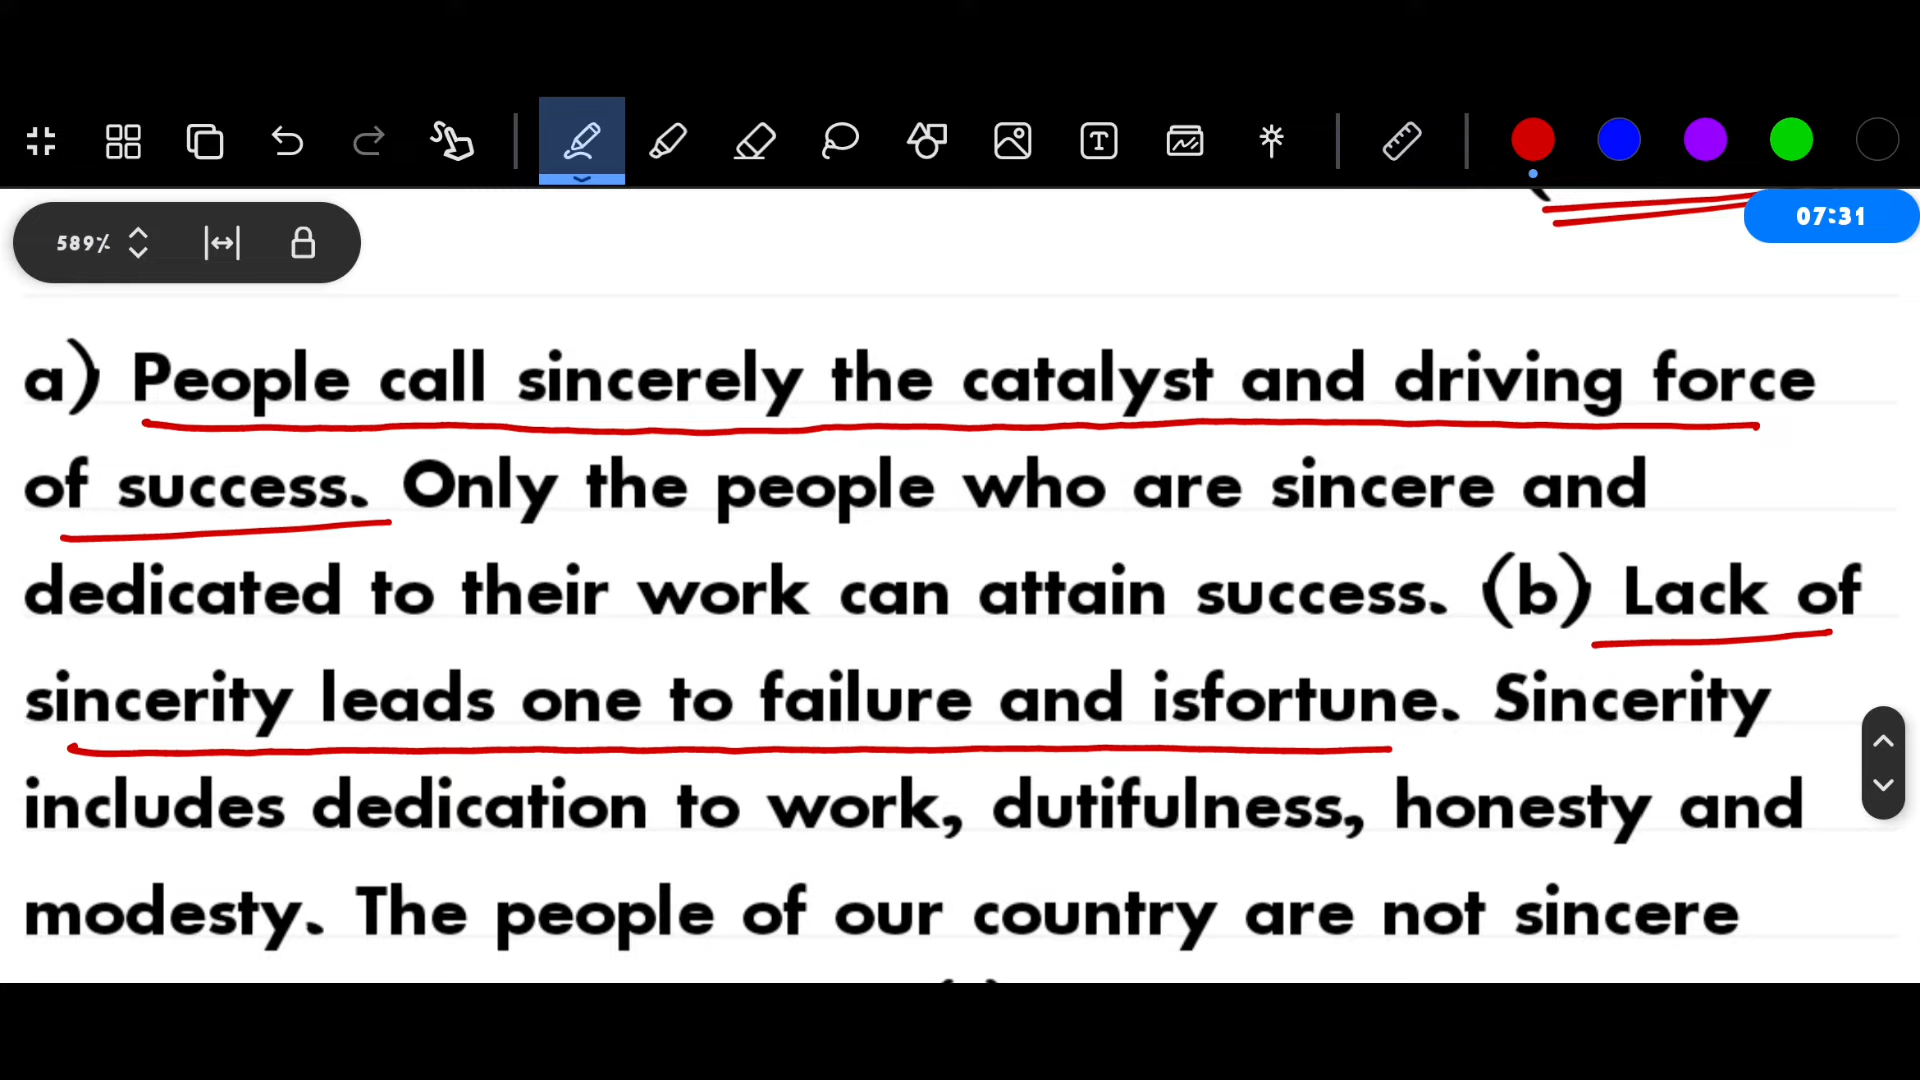 07:31
589%
a) People call sincerely the catalyst and driving force
of success. Only the people who are sincere and
dedicated to their work can attain success. (b) Lack of
sincerity leads one to failure and isfortune. Sincerity
includes dedication to work, dutifulness, honesty and
modesty. The people of our country are not sincere